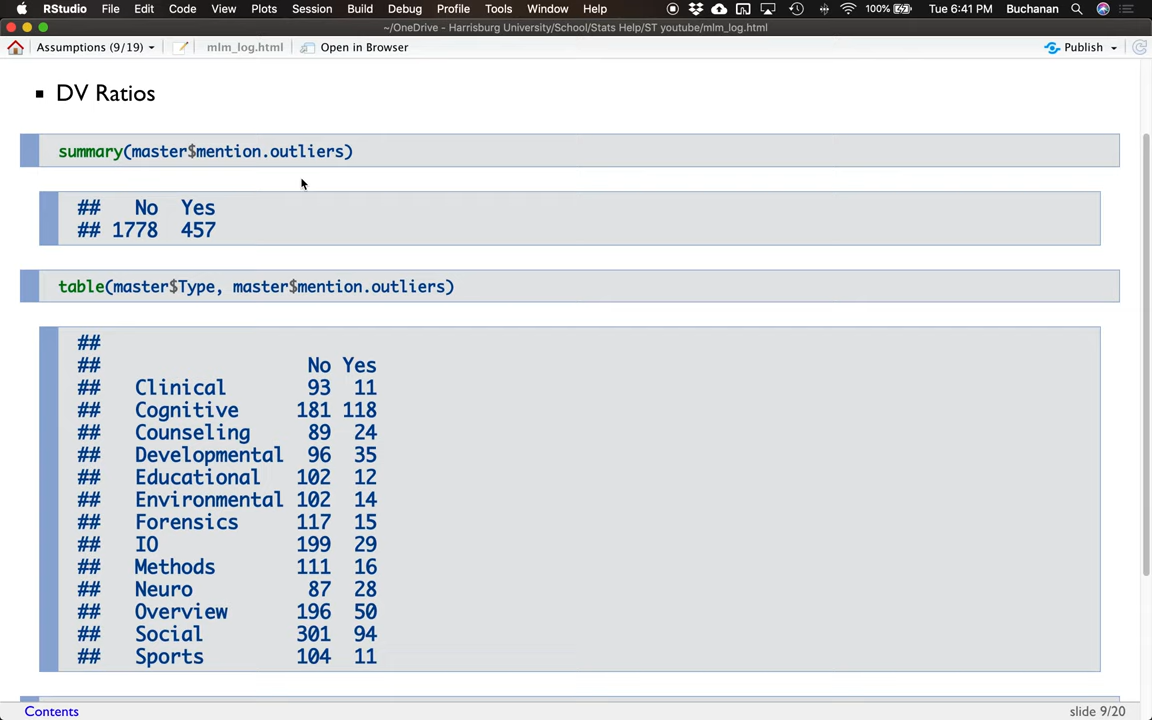 RStudio File Edit Code View Plots Session Build Debug Profile Tools Window Help 100% Tue 6:41 PM Buchanan
~/OneDrive - Harrisburg University/School/Stats Help/ST youtube/mlm_log.html
Assumptions (9/19) mlm_log.html Open in Browser Publish
▪ DV Ratios
summary(master$mention.outliers)
## No Yes
## 1778 457
table(master$Type, master$mention.outliers)
##
## No Yes
## Clinical 93 11
## Cognitive 181 118
## Counseling 89 24
## Developmental 96 35
## Educational 102 12
## Environmental 102 14
## Forensics 117 15
## IO 199 29
## Methods 111 16
## Neuro 87 28
## Overview 196 50
## Social 301 94
## Sports 104 11
Contents slide 9/20